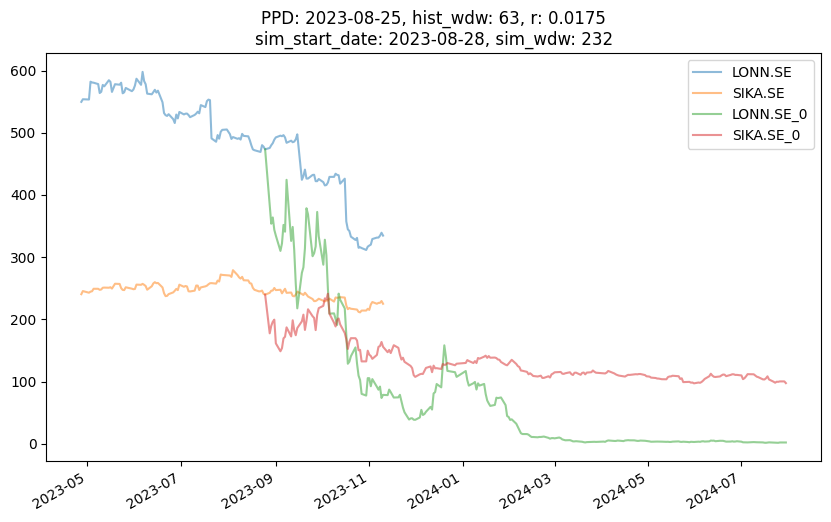 PPD: 2023-08-25, hist_wdw: 63, r: 0.0175
sim_start_date: 2023-08-28, sim_wdw: 232
LONN.SE
SIKA.SE
LONN.SE_0
SIKA.SE_0
600
500
400
300
200
100
0
2023-05
2023-07
2023-09
2023-11
2024-01
2024-03
2024-05
2024-07